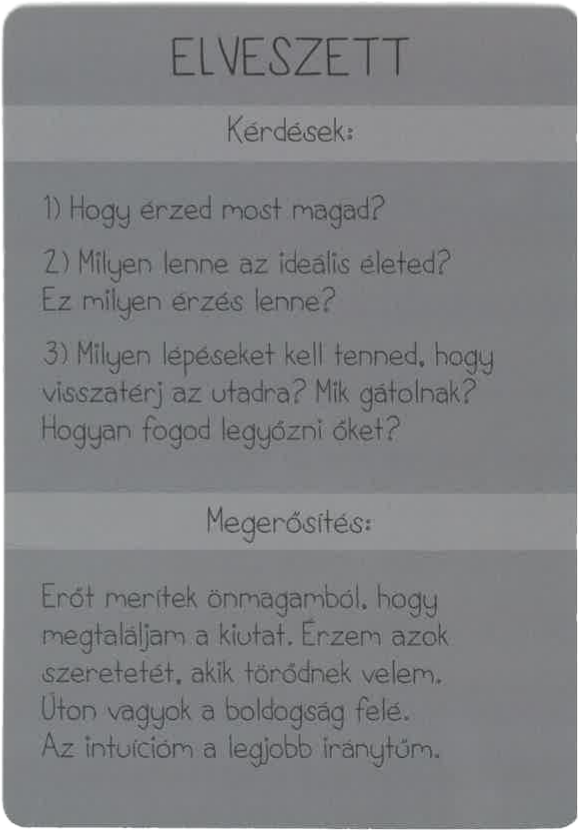 ELVESZETT
Kérdések:
1) Hogy érzed most magad?
2) Milyen lenne az ideális életed?
Ez milyen érzés lenne?
3) Milyen lépéseket kell tenned, hogy
visszatérj az utadra? Mik gátolnak?
Hogyan fogod legyőzni őket?
Megerősítés:
Erőt merítek önmagamból, hogy
megtaláljam a kiutat. Érzem azok
szeretetét, akik törődnek velem.
Úton vagyok a boldogság felé.
Az intuícióm a legjobb iránytűm.